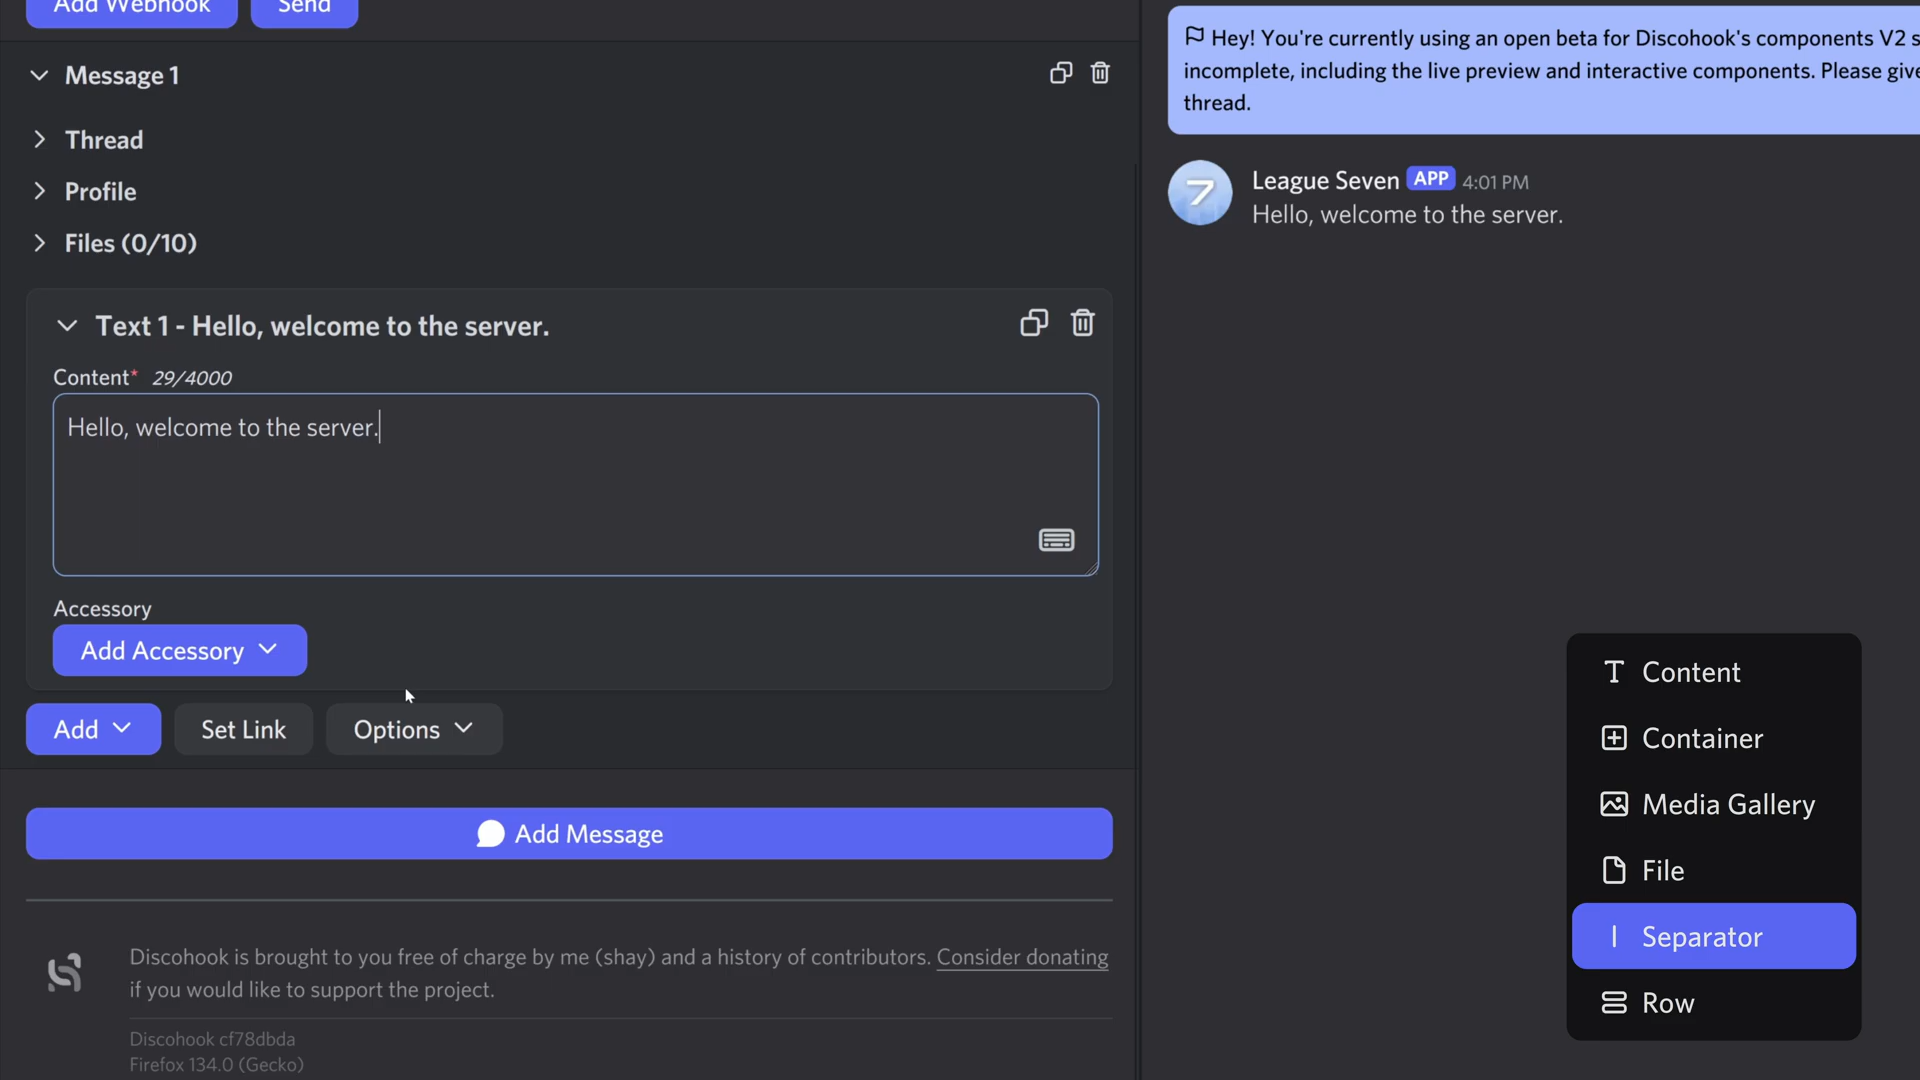 Add Webhook
Send
Message 1
Thread
Profile
Files (0/10)
Text 1 - Hello, welcome to the server.
Content* 29/4000
Hello, welcome to the server.
Accessory
Add Accessory
Add
Set Link
Options
Add Message
Discohook is brought to you free of charge by me (shay) and a history of contributors. Consider donating
if you would like to support the project.
Discohook cf78dbda
Firefox 134.0 (Gecko)
Hey! You're currently using an open beta for Discohook's components V2 s
incomplete, including the live preview and interactive components. Please give
thread.
7
League Seven APP 4:01 PM
Hello, welcome to the server.
Content
Container
Media Gallery
File
Separator
Row